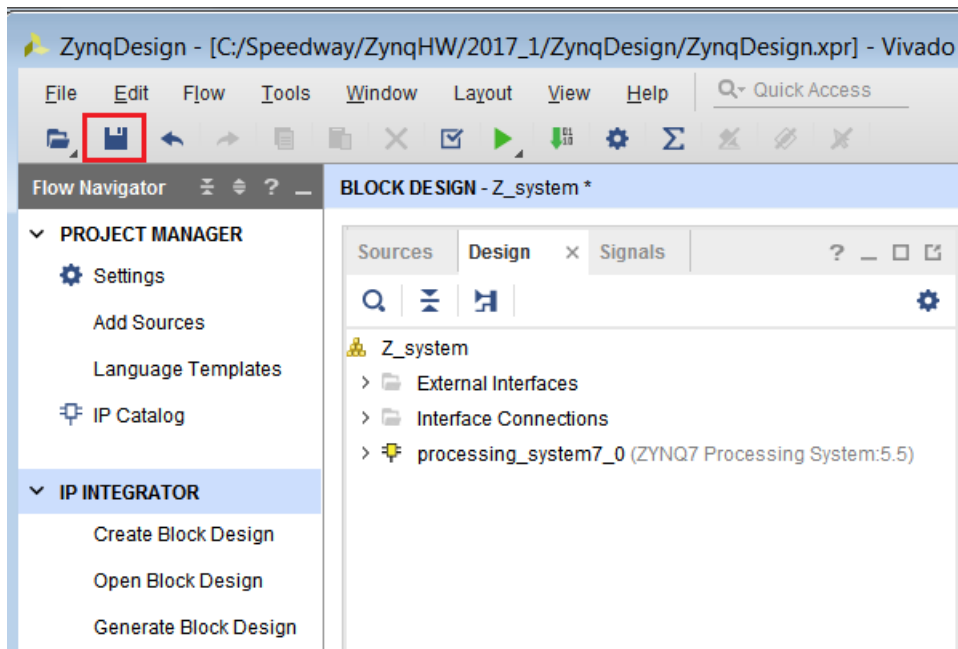 ZynqDesign - [C:/Speedway/ZynqHW/2017_1/ZynqDesign/ZynqDesign.xpr] - Vivado
File Edit Flow Tools Window Layout View Help Quick Access
Flow Navigator ? BLOCK DESIGN - Z_system *
PROJECT MANAGER
Settings
Add Sources
Language Templates
IP Catalog
IP INTEGRATOR
Create Block Design
Open Block Design
Generate Block Design
Sources Design × Signals ?
Z_system
External Interfaces
Interface Connections
processing_system7_0 (ZYNQ7 Processing System:5.5)